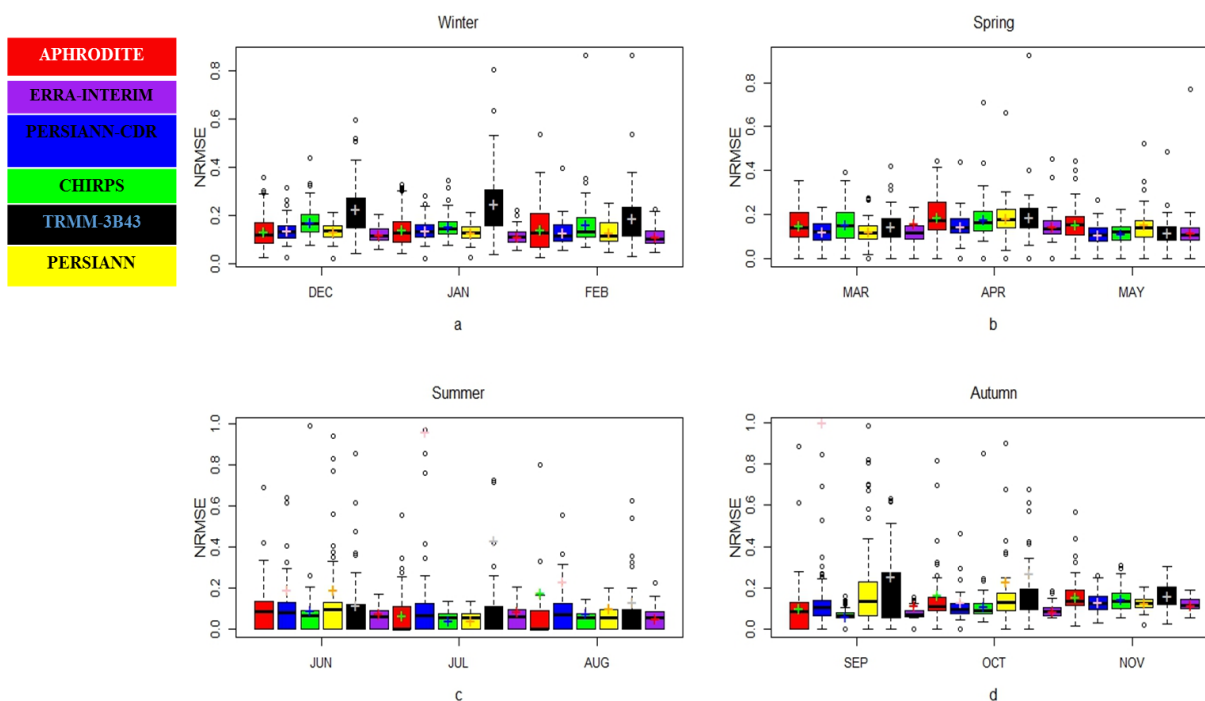 APHRODITE
ERRA-INTERIM
PERSIANN-CDR
CHIRPS
TRMM-3B43
PERSIANN
Winter
NRMSE
0.8
0.6
0.4
0.2
0.0
DEC JAN FEB
a
Spring
NRMSE
0.8
0.6
0.4
0.2
0.0
MAR APR MAY
b
Summer
NRMSE
1.0
0.8
0.6
0.4
0.2
0.0
JUN JUL AUG
c
Autumn
NRMSE
1.0
0.8
0.6
0.4
0.2
0.0
SEP OCT NOV
d